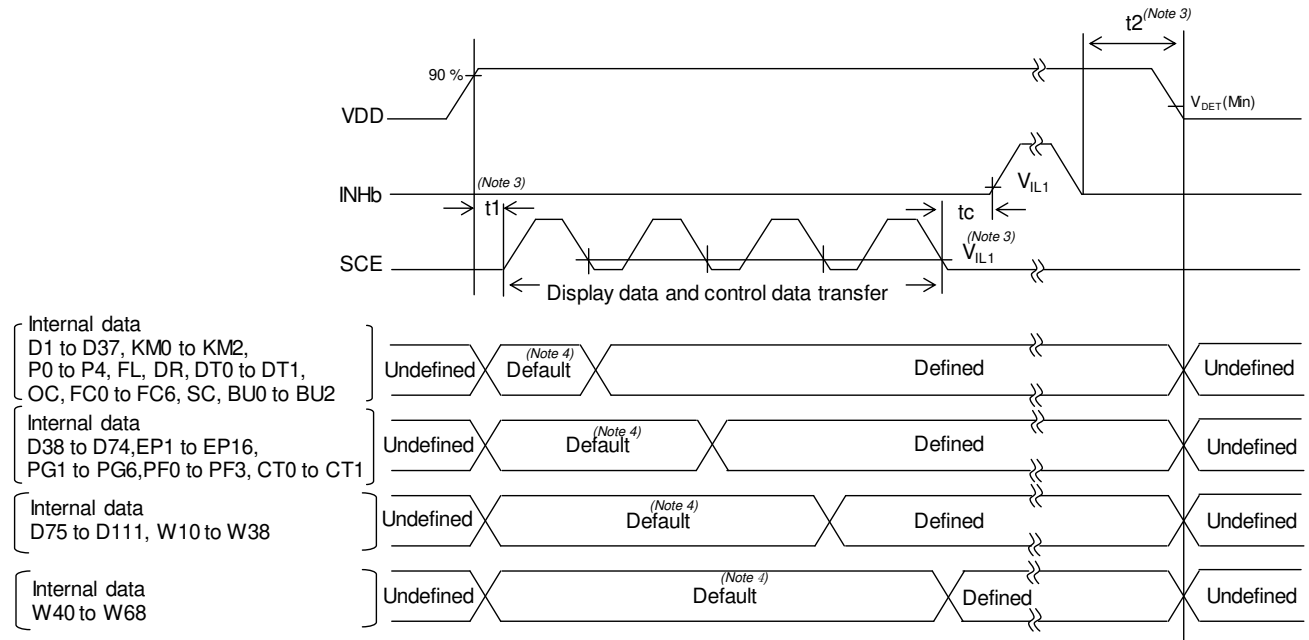 t2(Note 3)
90 %
VDD
VDET(Min)
INHb
(Note 3)
t1
VIL1
tc
(Note 3)
VIL1
SCE
Display data and control data transfer
Internal data
D1 to D37, KM0 to KM2,
P0 to P4, FL, DR, DT0 to DT1,
OC, FC0 to FC6, SC, BU0 to BU2
Undefined
(Note 4)
Default
Defined
Undefined
Internal data
D38 to D74,EP1 to EP16,
PG1 to PG6,PF0 to PF3, CT0 to CT1
Undefined
(Note 4)
Default
Defined
Undefined
Internal data
D75 to D111, W10 to W38
Undefined
(Note 4)
Default
Defined
Undefined
Internal data
W40 to W68
Undefined
(Note 4)
Default
Defined
Undefined